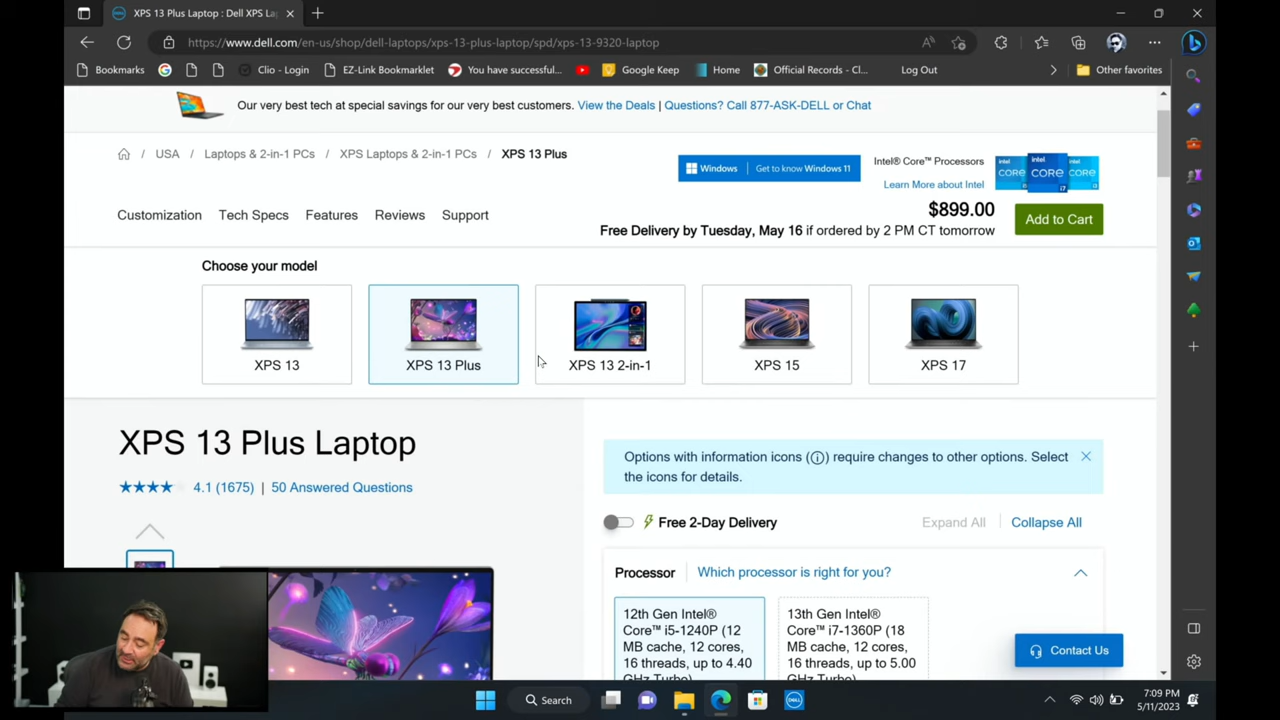 XPS 13 Plus Laptop : Dell XPS La
https://www.dell.com/en-us/shop/dell-laptops/xps-13-plus-laptop/spd/xps-13-9320-laptop
Bookmarks
Clio - Login
EZ-Link Bookmarklet
You have successful...
Google Keep
Home
Official Records - Cl...
Log Out
Other favorites
Our very best tech at special savings for our very best customers. View the Deals | Questions? Call 877-ASK-DELL or Chat
/ USA / Laptops & 2-in-1 PCs / XPS Laptops & 2-in-1 PCs / XPS 13 Plus
Windows | Get to know Windows 11
Intel® Core™ Processors
Learn More about Intel
intel
CORE CORE CORE
i7
Customization Tech Specs Features Reviews Support
$899.00
Free Delivery by Tuesday, May 16 if ordered by 2 PM CT tomorrow
Add to Cart
Choose your model
XPS 13
XPS 13 Plus
XPS 13 2-in-1
XPS 15
XPS 17
XPS 13 Plus Laptop
4.1 (1675) | 50 Answered Questions
Options with information icons (ⓘ) require changes to other options. Select
the icons for details.
Free 2-Day Delivery
Expand All
Collapse All
Processor
Which processor is right for you?
12th Gen Intel®
Core™ i5-1240P (12
MB cache, 12 cores,
16 threads, up to 4.40
GHz Turbo)
13th Gen Intel®
Core™ i7-1360P (18
MB cache, 12 cores,
16 threads, up to 5.00
GHz Turbo)
Contact Us
Search
DELL
7:09 PM
5/11/2023